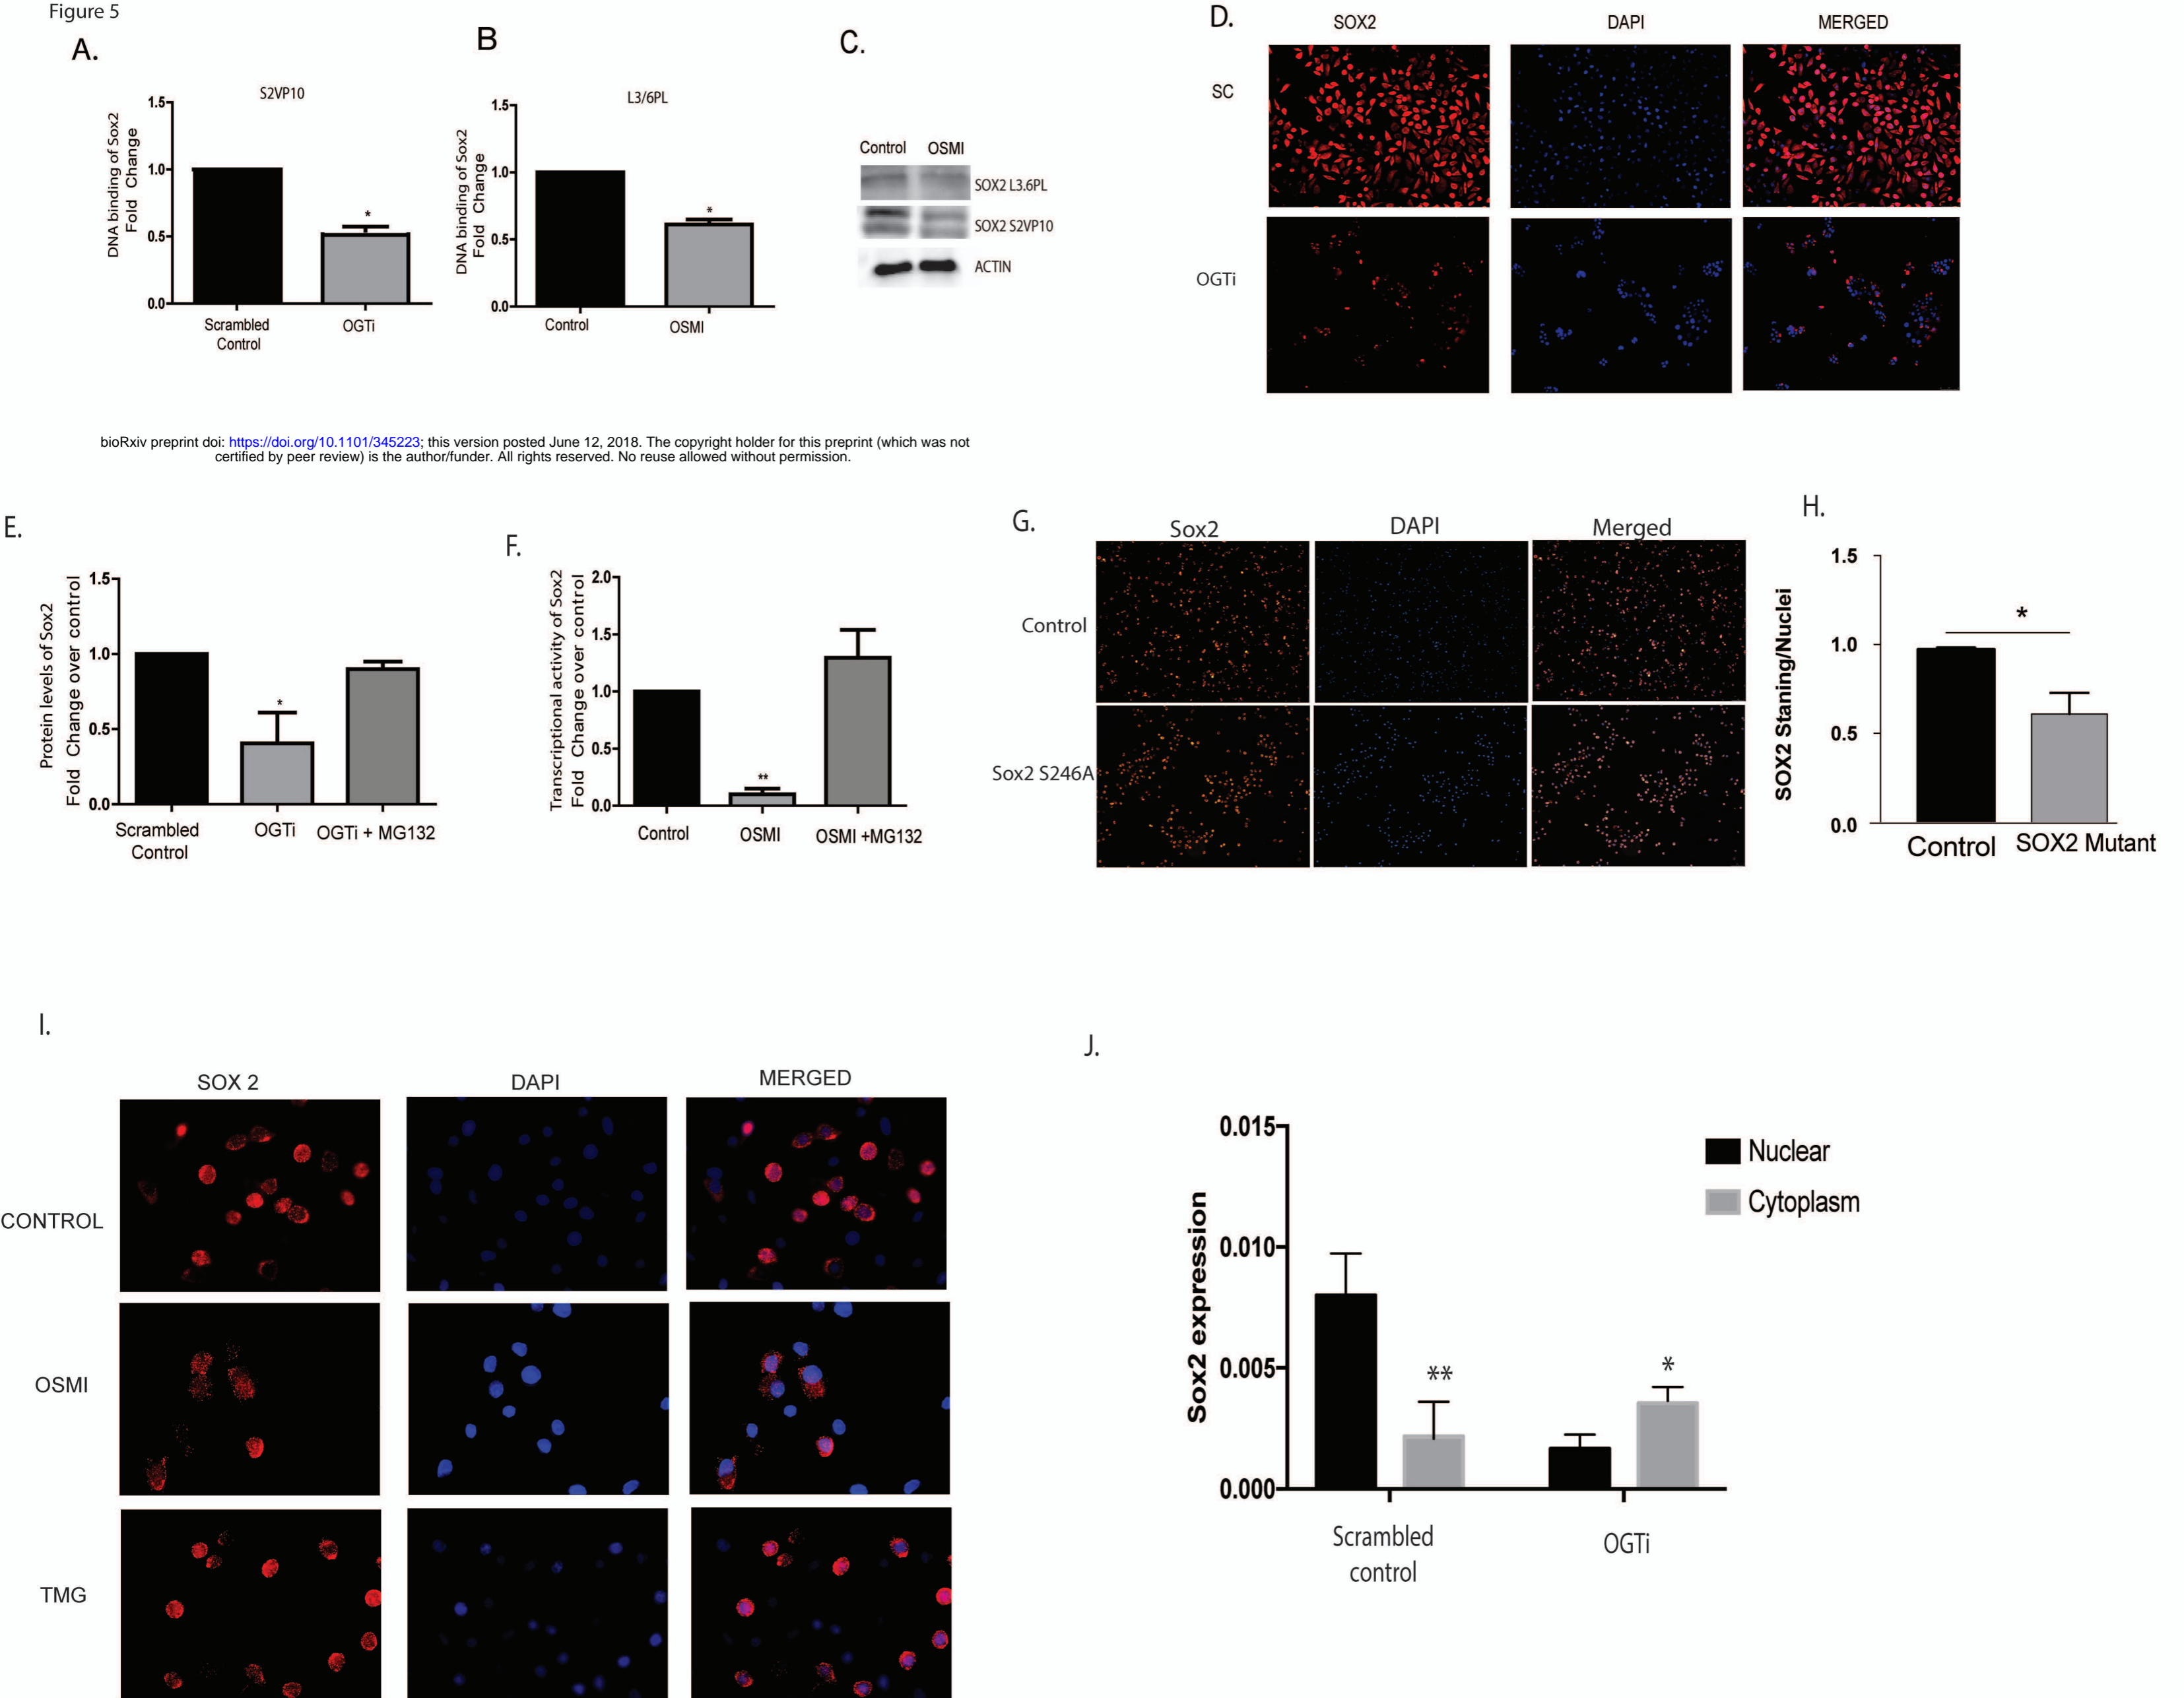 Figure 5
A.
S2VP10
DNA binding of Sox2
Fold Change
1.5
1.0
0.5
0.0
*
Scrambled
Control
OGTi
B
L3/6PL
DNA binding of Sox2
Fold Change
1.5
1.0
0.5
0.0
*
Control
OSMI
C.
Control OSMI
SOX2 L3.6PL
SOX2 S2VP10
ACTIN
D.
SOX2 DAPI MERGED
SC
OGTi
bioRxiv preprint doi: https://doi.org/10.1101/345223; this version posted June 12, 2018. The copyright holder for this preprint (which was not
certified by peer review) is the author/funder. All rights reserved. No reuse allowed without permission.
E.
Protein levels of Sox2
Fold Change over control
1.5
1.0
0.5
0.0
*
Scrambled
Control
OGTi
OGTi + MG132
F.
Transcriptional activity of Sox2
Fold Change over control
2.0
1.5
1.0
0.5
0.0
**
Control
OSMI
OSMI +MG132
G.
Sox2 DAPI Merged
Control
Sox2 S246A
H.
SOX2 Staning/Nuclei
1.5
1.0
0.5
0.0
*
Control
SOX2 Mutant
I.
SOX 2 DAPI MERGED
CONTROL
OSMI
TMG
J.
Sox2 expression
0.015
0.010
0.005
0.000
**
*
Nuclear
Cytoplasm
Scrambled
control
OGTi